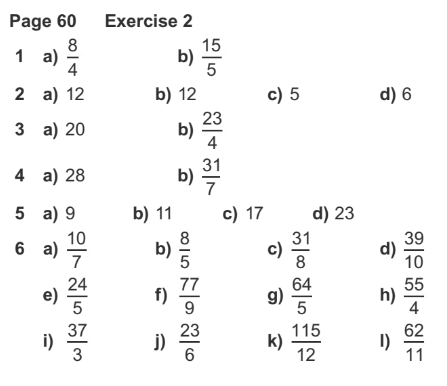 Page 60 Exercise 2
1 a) 8/4 b) 15/5
2 a) 12 b) 12 c) 5 d) 6
3 a) 20 b) 23/4
4 a) 28 b) 31/7
5 a) 9 b) 11 c) 17 d) 23
6 a) 10/7 b) 8/5 c) 31/8 d) 39/10
e) 24/5 f) 77/9 g) 64/5 h) 55/4
i) 37/3 j) 23/6 k) 115/12 l) 62/11